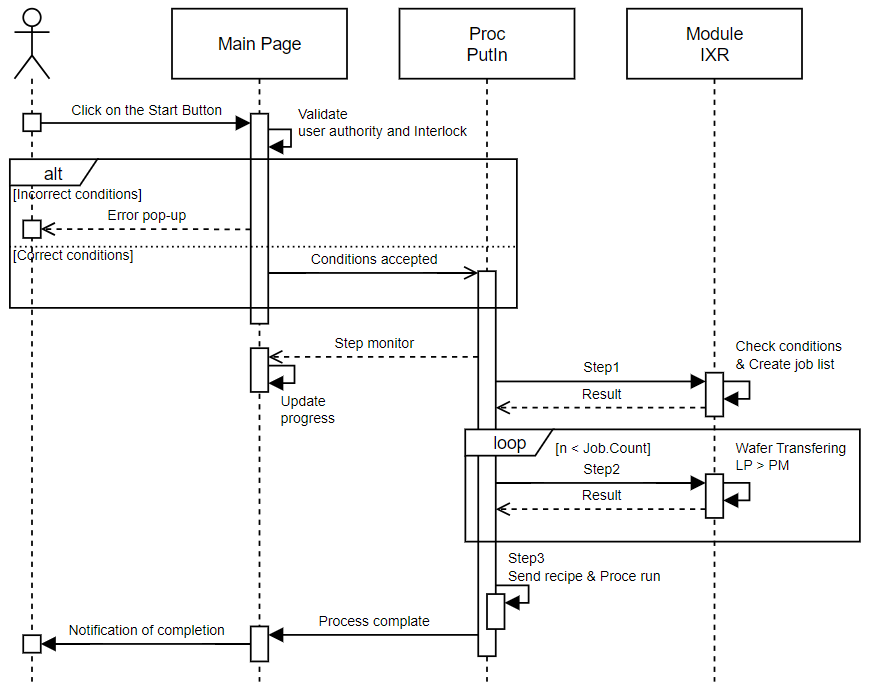 Main Page
Proc
PutIn
Module
IXR
Click on the Start Button
Validate
user authority and Interlock
alt
[Incorrect conditions]
Error pop-up
[Correct conditions]
Conditions accepted
Step monitor
Update
progress
Step1
Check conditions
& Create job list
Result
loop
[n < Job.Count]
Wafer Transfering
LP > PM
Step2
Result
Step3
Send recipe & Proce run
Process complate
Notification of completion